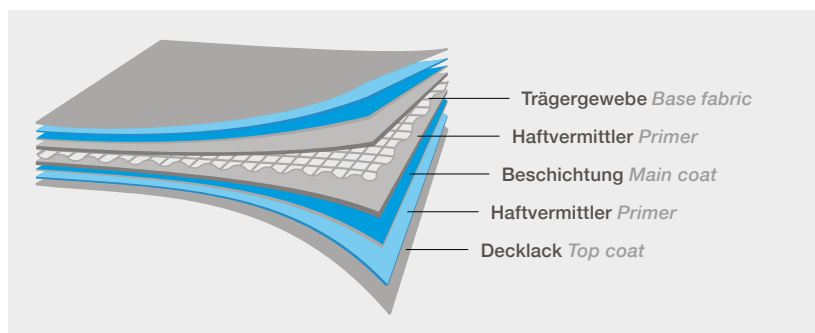 Trägergewebe Base fabric
Haftvermittler Primer
Beschichtung Main coat
Haftvermittler Primer
Decklack Top coat